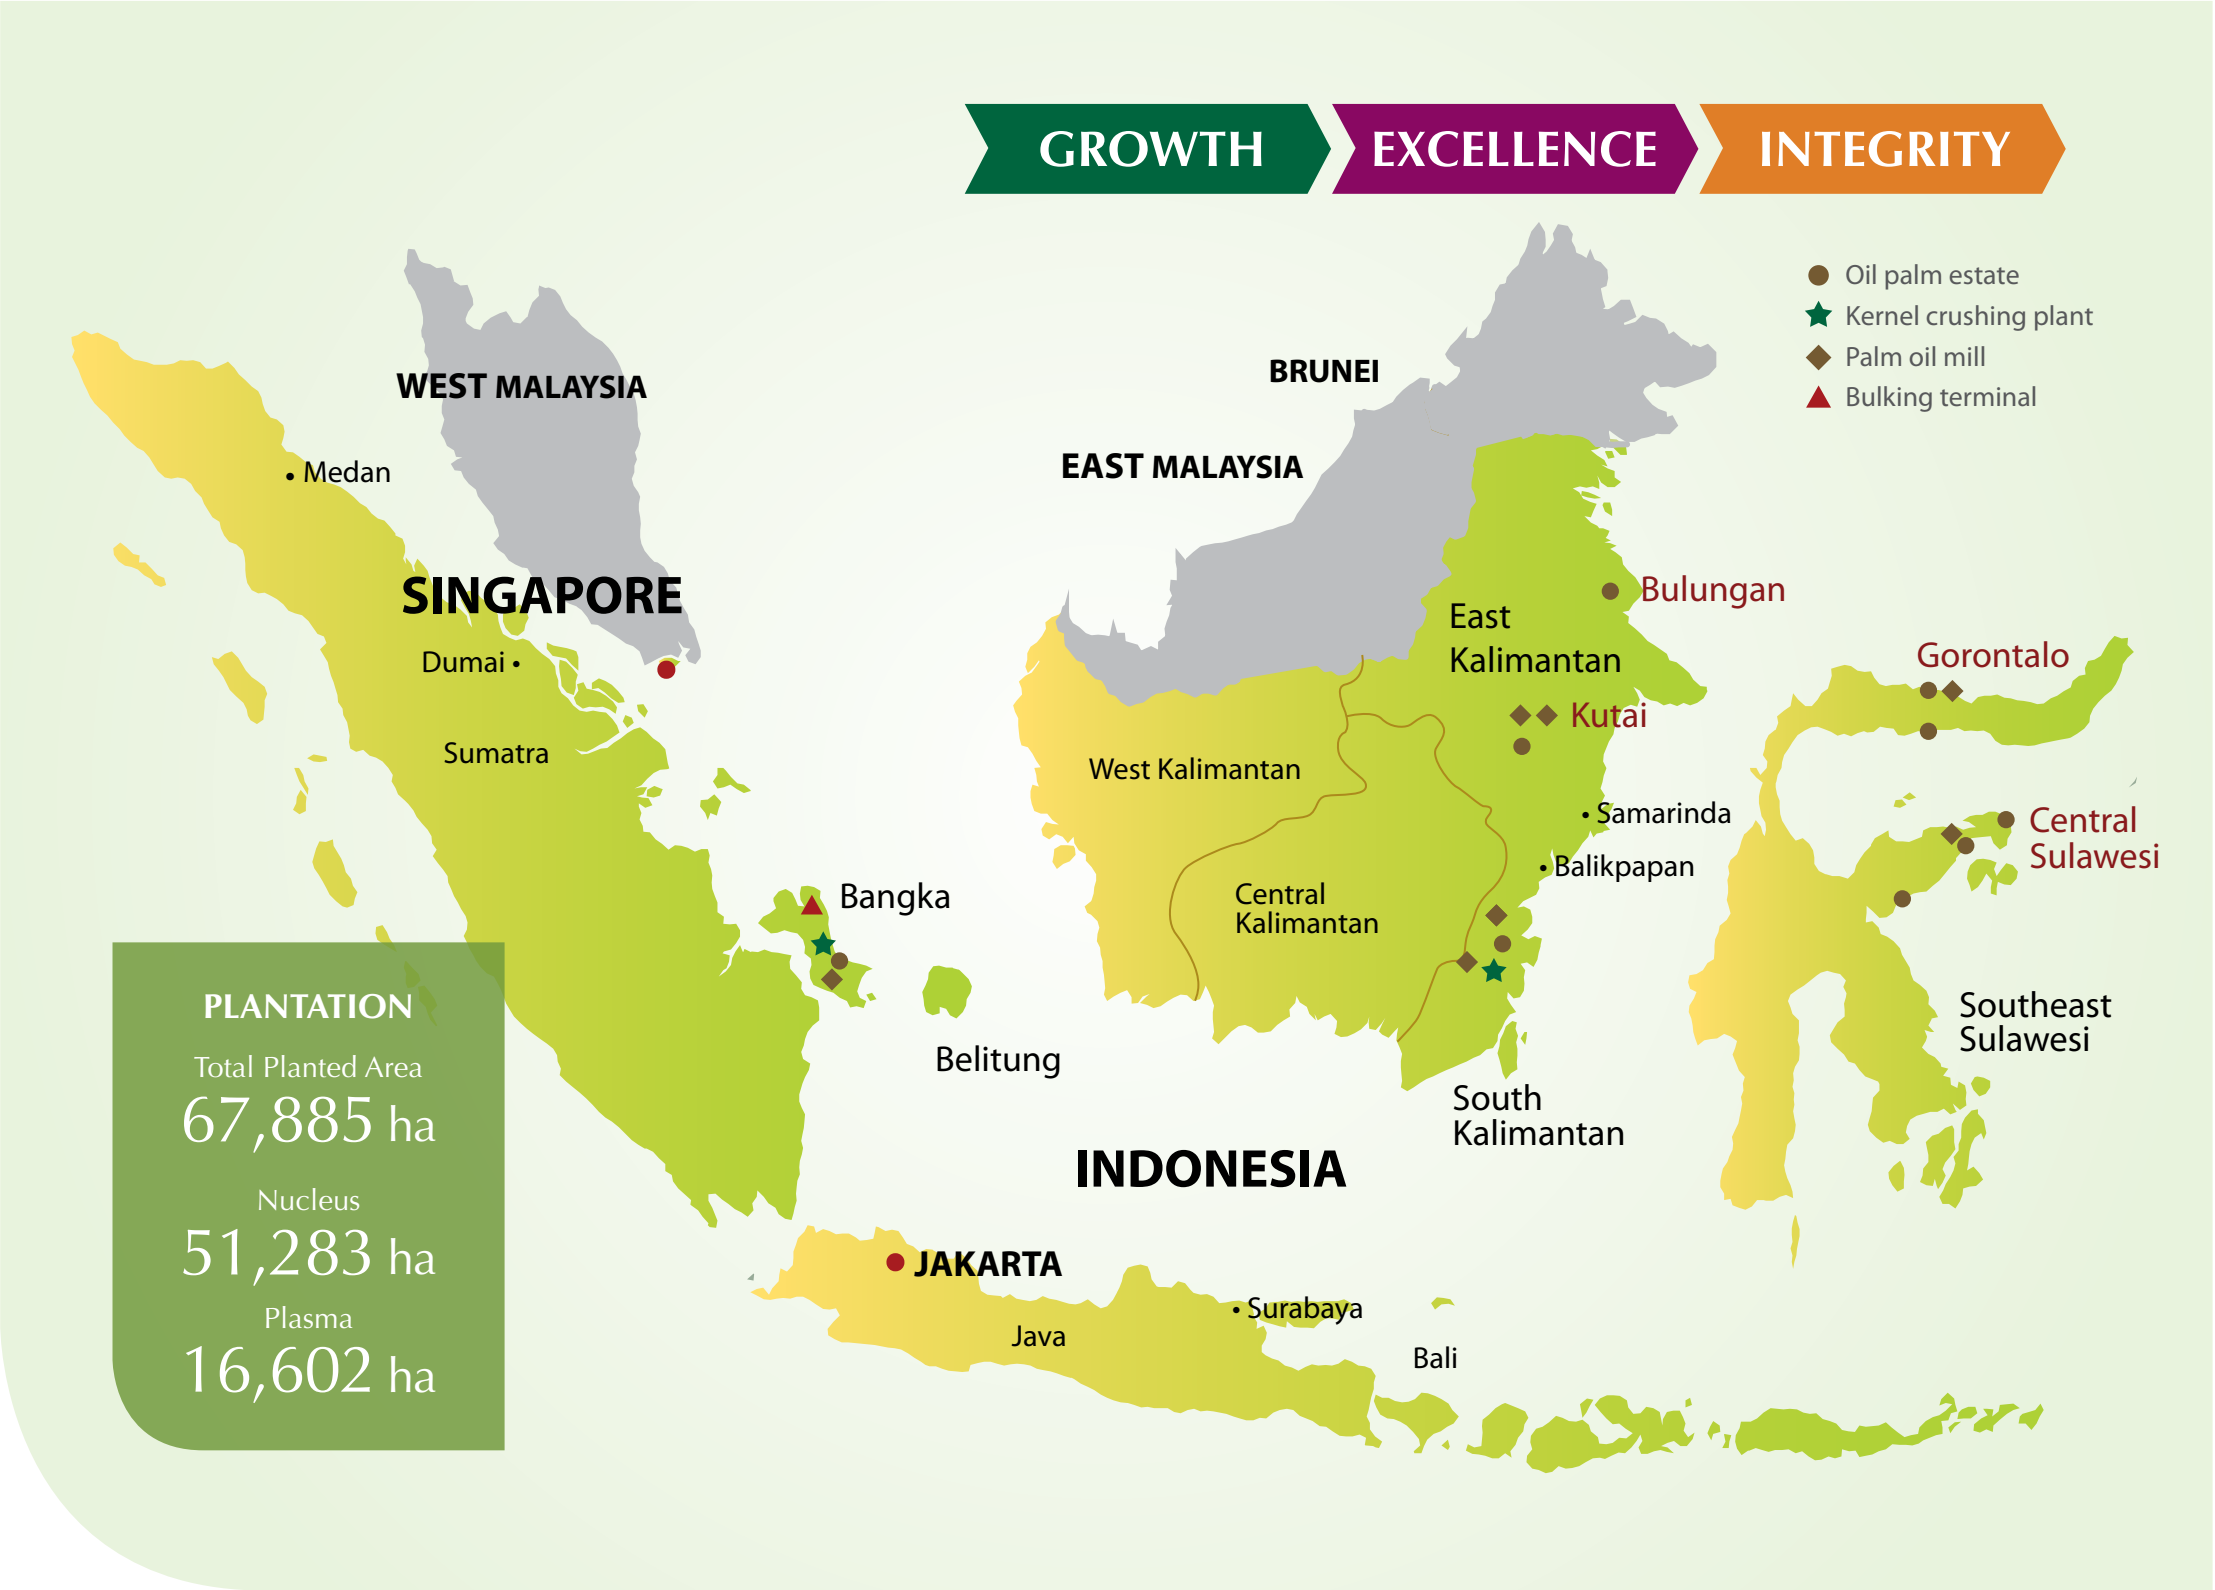 GROWTH
EXCELLENCE
INTEGRITY
Oil palm estate
Kernel crushing plant
Palm oil mill
Bulking terminal
WEST MALAYSIA
BRUNEI
EAST MALAYSIA
• Medan
SINGAPORE
Dumai •
Sumatra
Bulungan
East
Kalimantan
Gorontalo
Kutai
West Kalimantan
• Samarinda
• Balikpapan
Central
Sulawesi
Central
Kalimantan
Bangka
Belitung
Southeast
Sulawesi
South
Kalimantan
INDONESIA
JAKARTA
• Surabaya
Java
Bali
PLANTATION
Total Planted Area
67,885 ha
Nucleus
51,283 ha
Plasma
16,602 ha